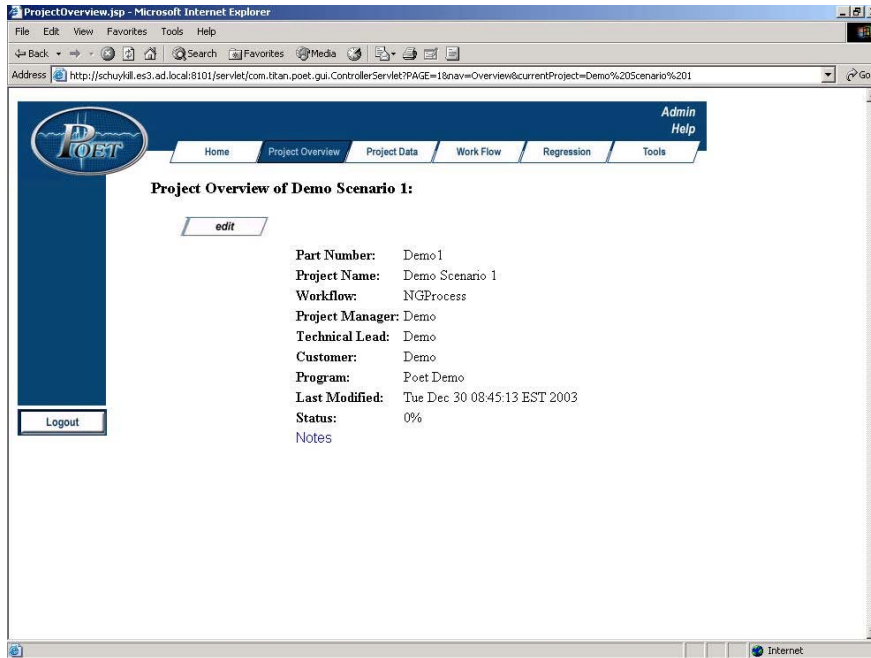 ProjectOverview.jsp - Microsoft Internet Explorer
File Edit View Favorites Tools Help
Back Search Favorites Media
Address http://schuykill.es3.ad.local:8101/servlet/com.titan.poet.gui.ControllerServlet?PAGE=1&nav=Overview&currentProject=Demo%20Scenario%201 Go
Admin
Help
POET
Home Project Overview Project Data Work Flow Regression Tools
Project Overview of Demo Scenario 1:
edit
Part Number: Demo1
Project Name: Demo Scenario 1
Workflow: NGProcess
Project Manager: Demo
Technical Lead: Demo
Customer: Demo
Program: Poet Demo
Last Modified: Tue Dec 30 08:45:13 EST 2003
Status: 0%
Notes
Logout
Internet